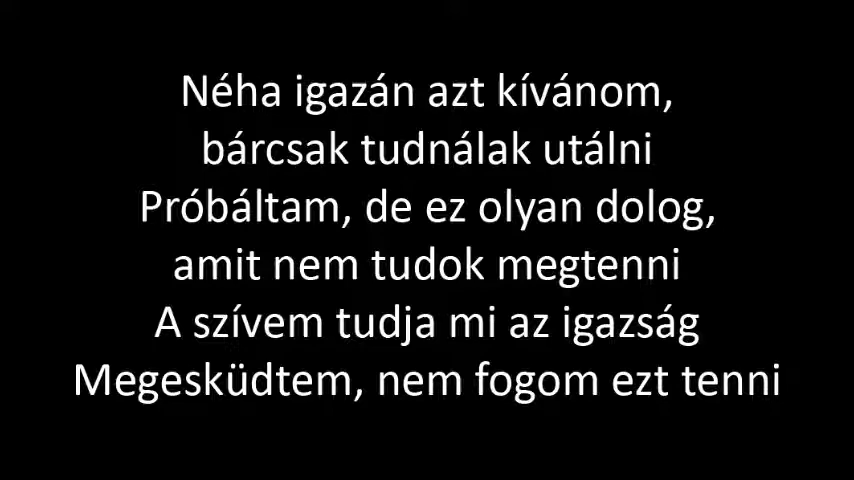 Néha igazán azt kívánom,
bárcsak tudnálak utálni
Próbáltam, de ez olyan dolog,
amit nem tudok megtenni
A szívem tudja mi az igazság
Megesküdtem, nem fogom ezt tenni